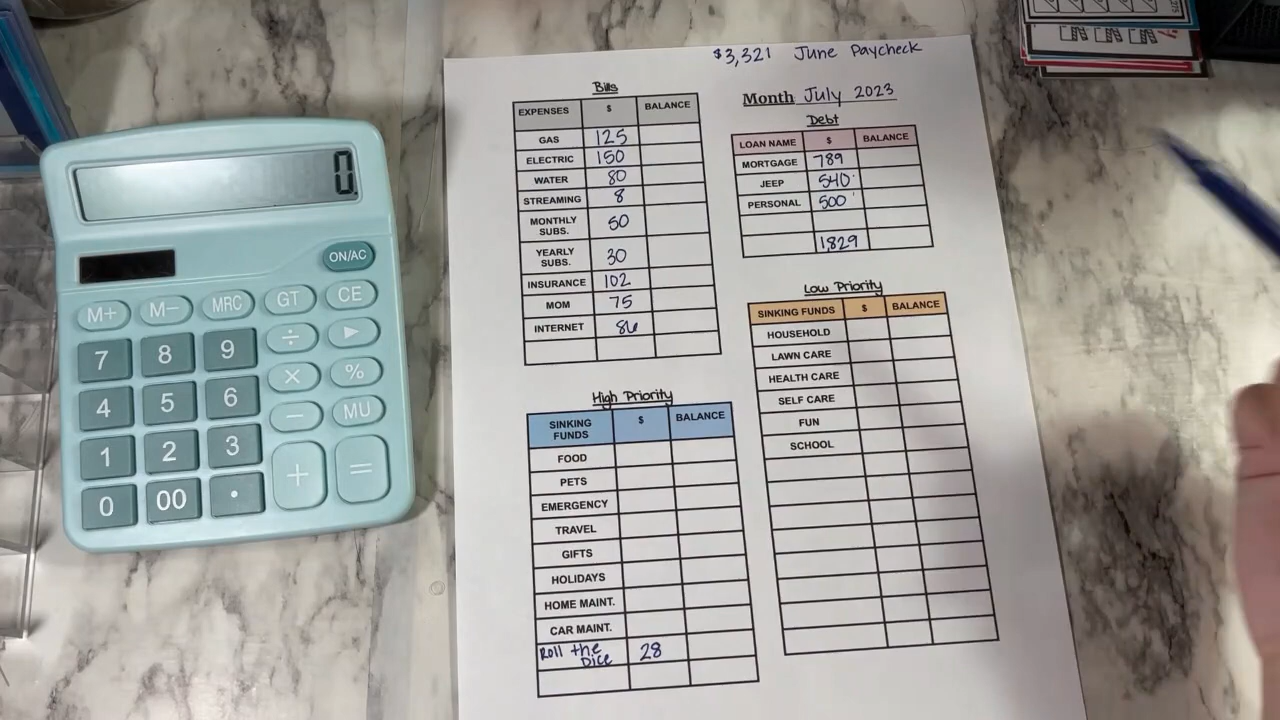 $3,321 June Paycheck
Month July 2023
Bills
EXPENSES $ BALANCE
GAS 125
ELECTRIC 150
WATER 80
STREAMING 8
MONTHLY SUBS. 50
YEARLY SUBS. 30
INSURANCE 102
MOM 75
INTERNET 86
Debt
LOAN NAME $ BALANCE
MORTGAGE 789
JEEP 540
PERSONAL 500
1,829
High Priority
SINKING FUNDS $ BALANCE
FOOD
PETS
EMERGENCY
TRAVEL
GIFTS
HOLIDAYS
HOME MAINT.
CAR MAINT.
Roll the Dice 28
Low Priority
SINKING FUNDS $ BALANCE
HOUSEHOLD
LAWN CARE
HEALTH CARE
SELF CARE
FUN
SCHOOL
0.
ON/AC
M+ M- MRC GT CE
7 8 9 ÷ ▶
4 5 6 × %
1 2 3 − MU
0 00 • + =